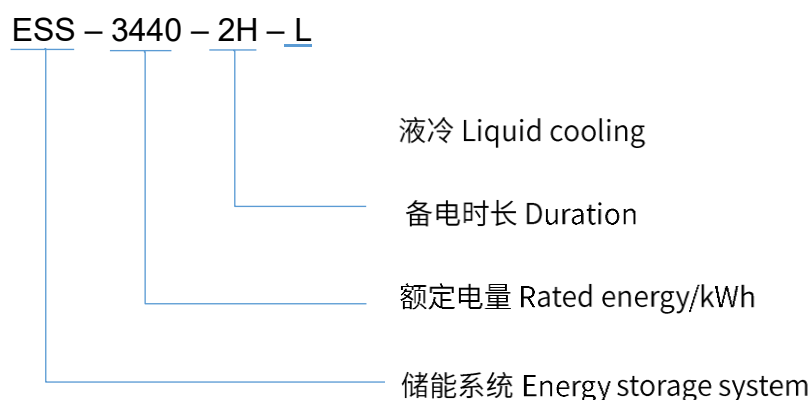 ESS – 3440 – 2H – L
液冷 Liquid cooling
备电时长 Duration
额定电量 Rated energy/kWh
储能系统 Energy storage system